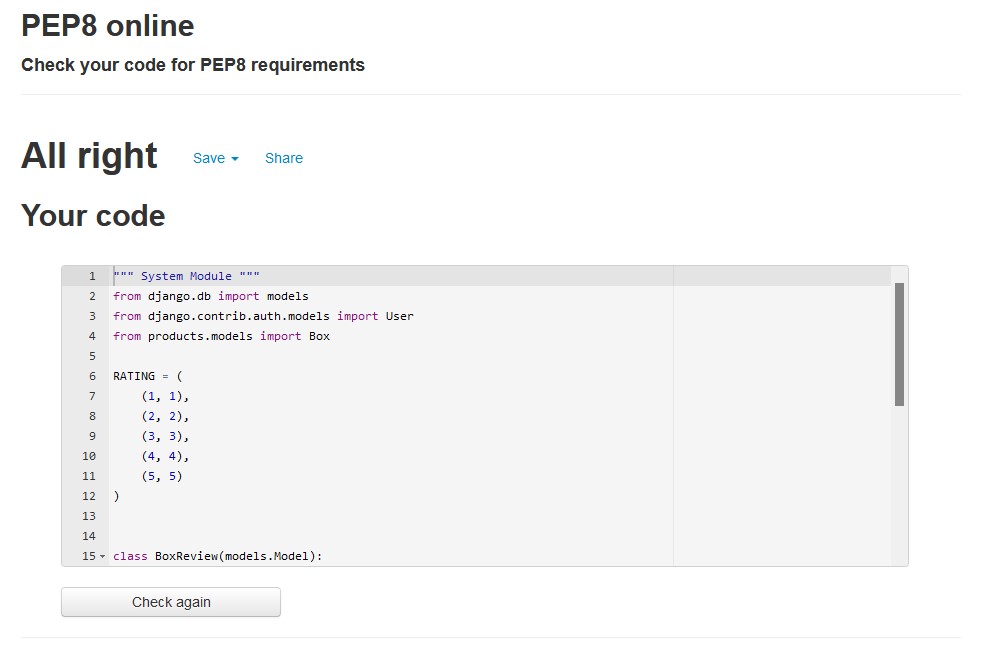 PEP8 online
Check your code for PEP8 requirements
All right Save Share
Your code
1 """ System Module """
2 from django.db import models
3 from django.contrib.auth.models import User
4 from products.models import Box
5
6 RATING = (
7     (1, 1),
8     (2, 2),
9     (3, 3),
10     (4, 4),
11     (5, 5)
12 )
13
14
15 class BoxReview(models.Model):
Check again